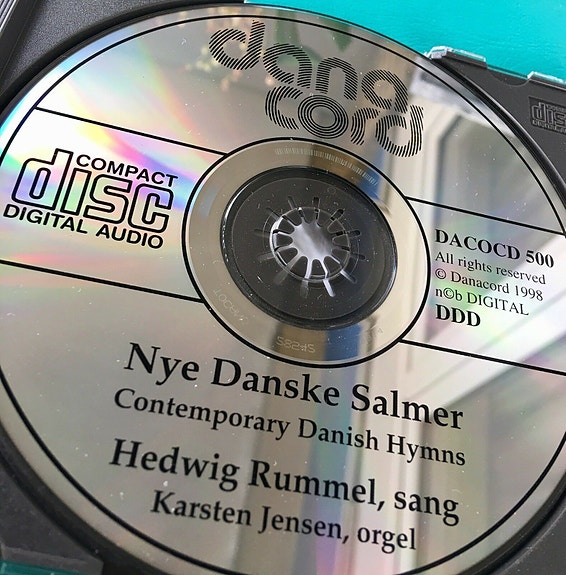 dana
cord
COMPACT
disc
DIGITAL AUDIO
DACOCD 500
All rights reserved
© Danacord 1998
n©b DIGITAL
DDD
Nye Danske Salmer
Contemporary Danish Hymns
Hedwig Rummel, sang
Karsten Jensen, orgel